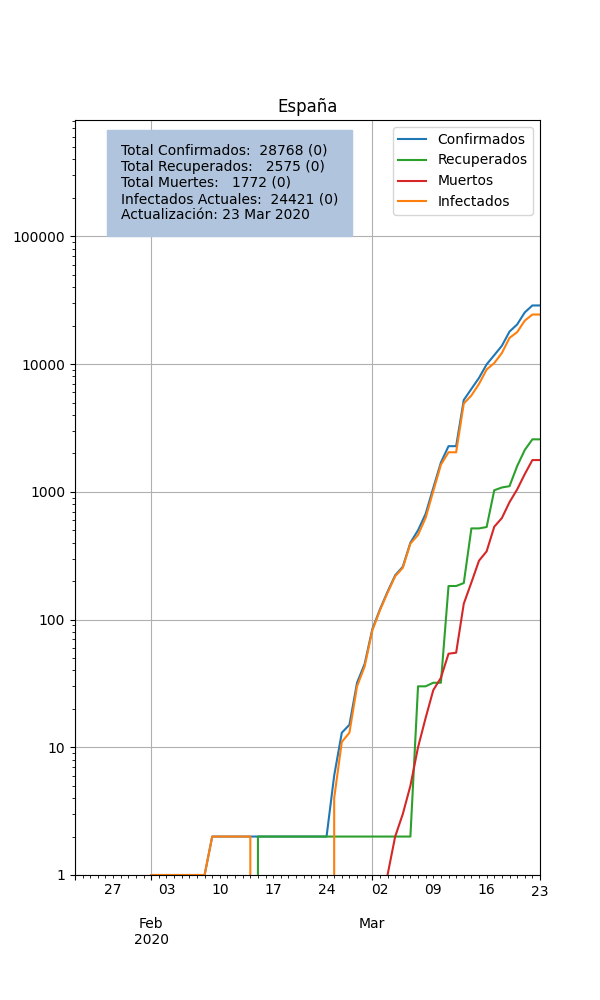 España
Total Confirmados:  28768 (0)
Total Recuperados:   2575 (0)
Total Muertes:   1772 (0)
Infectados Actuales:  24421 (0)
Actualización: 23 Mar 2020
Confirmados
Recuperados
Muertos
Infectados
100000
10000
1000
100
10
1
27 03 10 17 24 02 09 16 23
Feb Mar
2020